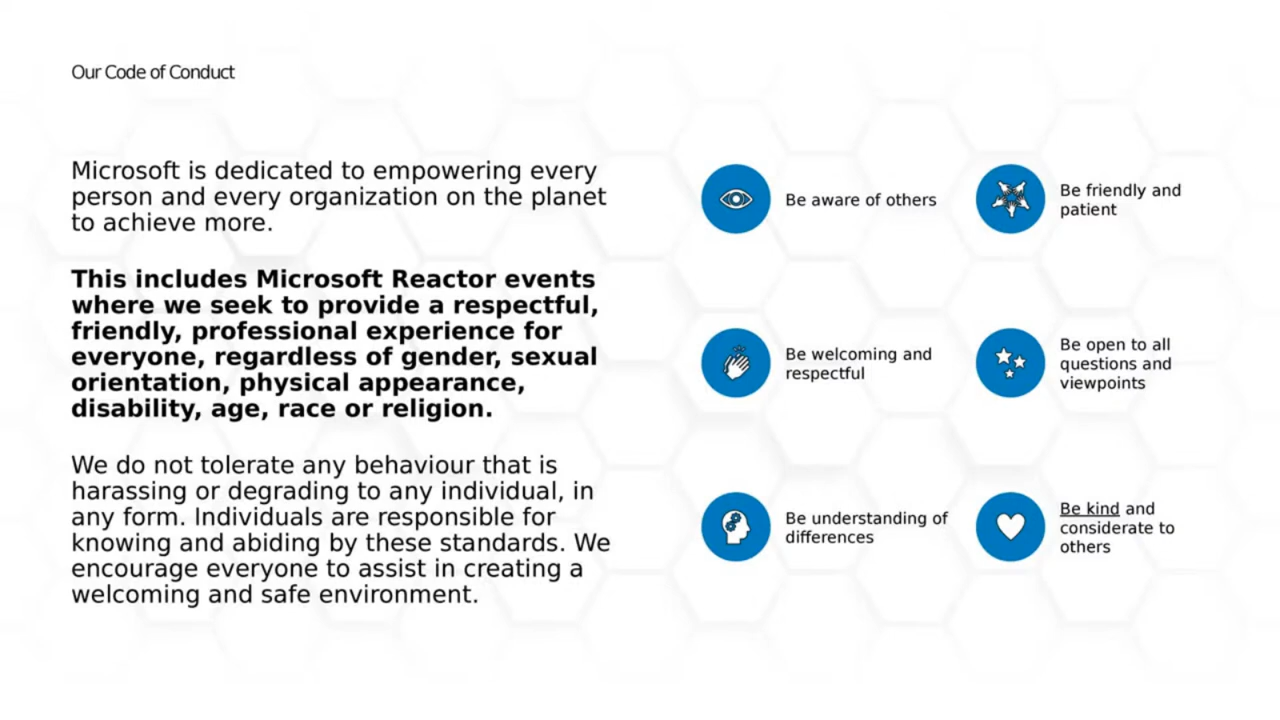 Our Code of Conduct
Microsoft is dedicated to empowering every
person and every organization on the planet
to achieve more.
This includes Microsoft Reactor events
where we seek to provide a respectful,
friendly, professional experience for
everyone, regardless of gender, sexual
orientation, physical appearance,
disability, age, race or religion.
We do not tolerate any behaviour that is
harassing or degrading to any individual, in
any form. Individuals are responsible for
knowing and abiding by these standards. We
encourage everyone to assist in creating a
welcoming and safe environment.
Be aware of others
Be friendly and
patient
Be welcoming and
respectful
Be open to all
questions and
viewpoints
Be understanding of
differences
Be kind and
considerate to
others